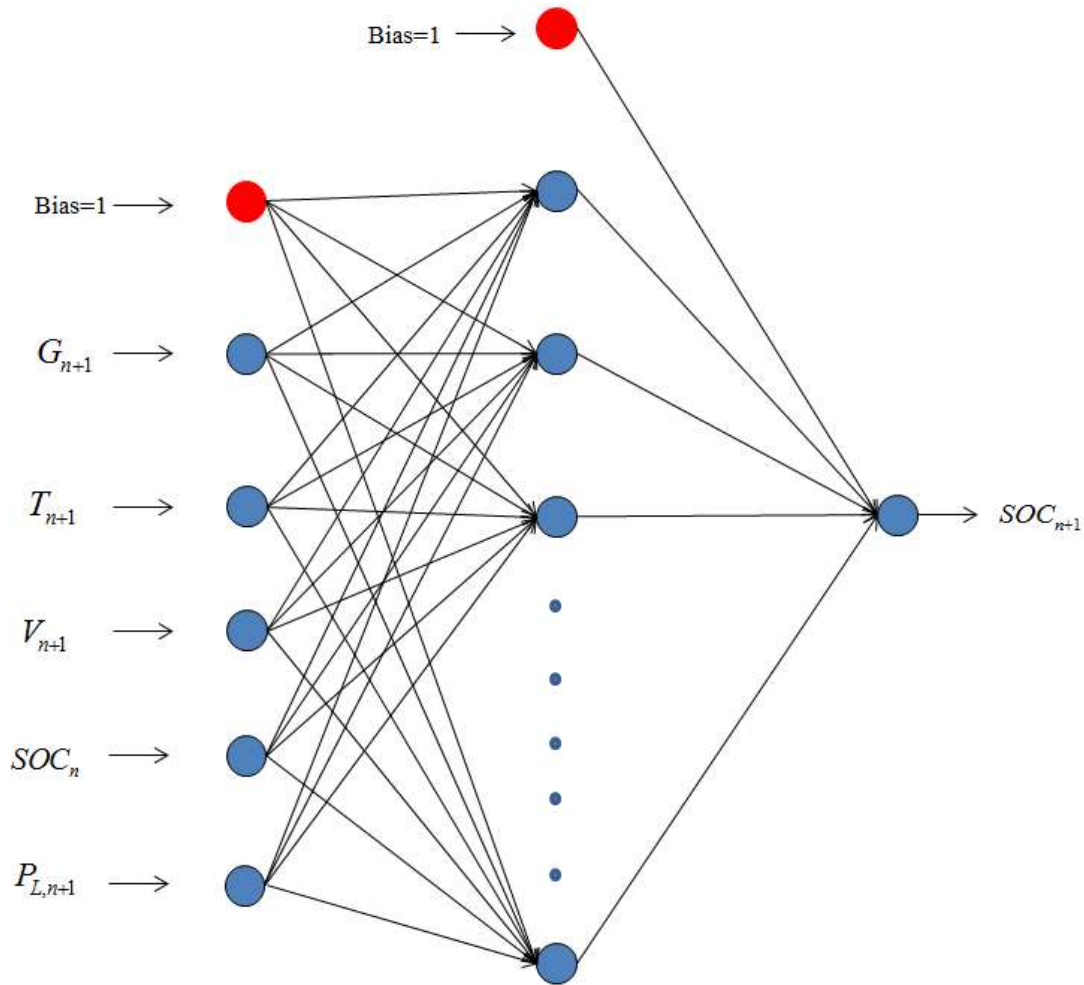 Bias=1
Bias=1
G_{n+1}
T_{n+1}
V_{n+1}
SOC_n
P_{L,n+1}
SOC_{n+1}